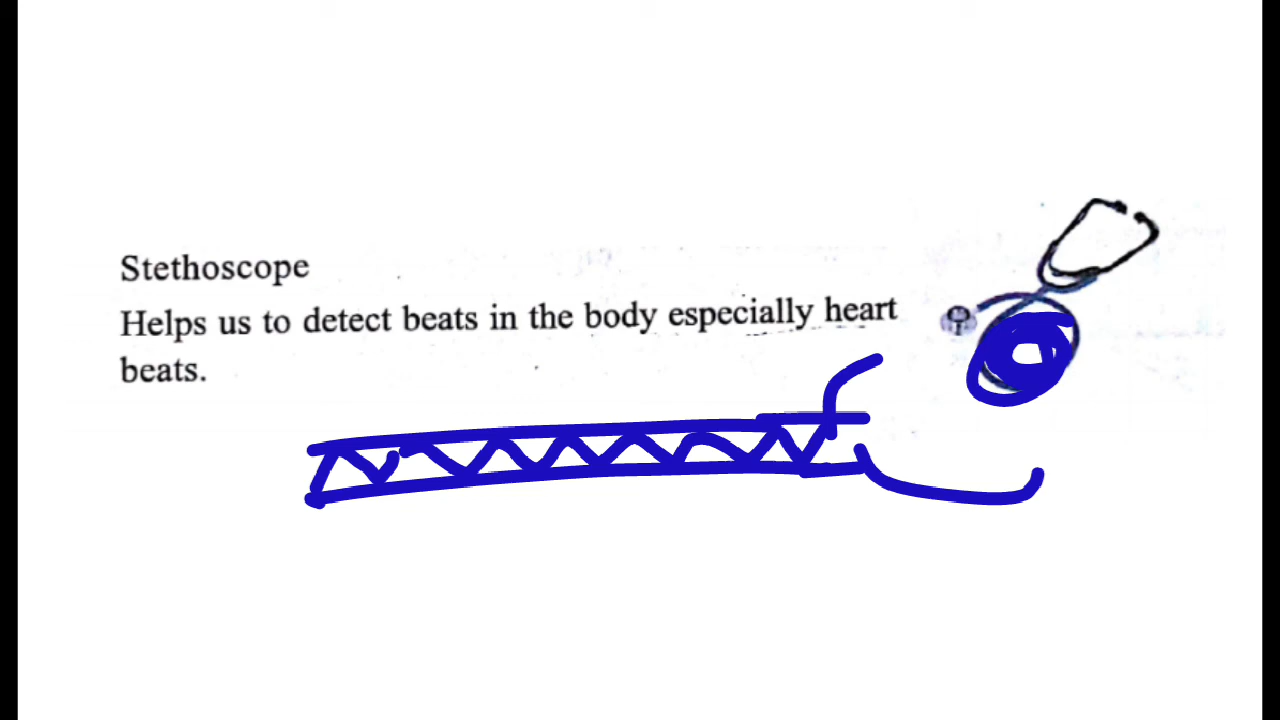 Stethoscope
Helps us to detect beats in the body especially heart
beats.